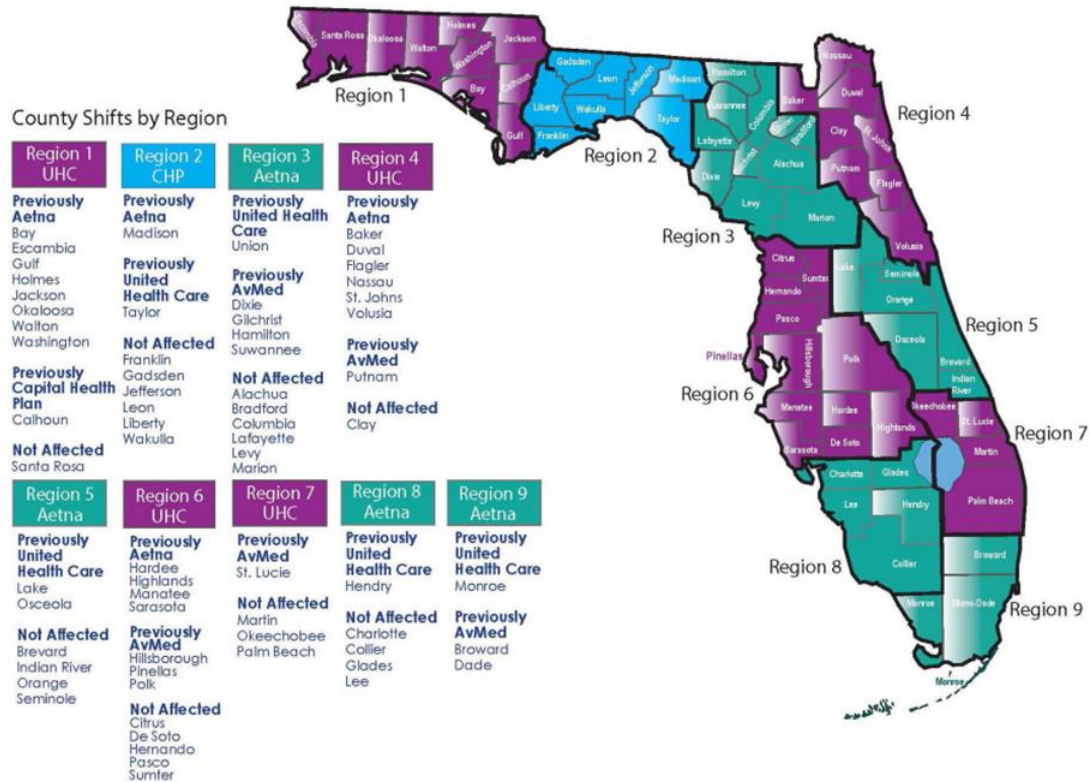 County Shifts by Region
Region 1
UHC
Previously
Aetna
Bay
Escambia
Gulf
Holmes
Jackson
Okaloosa
Walton
Washington
Previously
Capital Health
Plan
Calhoun
Not Affected
Santa Rosa
Region 2
CHP
Previously
Aetna
Madison
Previously
United
Health Care
Taylor
Not Affected
Franklin
Gadsden
Jefferson
Leon
Liberty
Wakulla
Region 3
Aetna
Previously
United Health
Care
Union
Previously
AvMed
Dixie
Gilchrist
Hamilton
Suwannee
Not Affected
Alachua
Bradford
Columbia
Lafayette
Levy
Marion
Region 4
UHC
Previously
Aetna
Baker
Duval
Flagler
Nassau
St. Johns
Volusia
Previously
AvMed
Putnam
Not Affected
Clay
Region 5
Aetna
Previously
United
Health Care
Lake
Osceola
Not Affected
Brevard
Indian River
Orange
Seminole
Region 6
UHC
Previously
Aetna
Hardee
Highlands
Manatee
Sarasota
Previously
AvMed
Hillsborough
Pinellas
Polk
Not Affected
Citrus
De Soto
Hernando
Pasco
Sumter
Region 7
UHC
Previously
AvMed
St. Lucie
Not Affected
Martin
Okeechobee
Palm Beach
Region 8
Aetna
Previously
United
Health Care
Hendry
Not Affected
Charlotte
Collier
Glades
Lee
Region 9
Aetna
Previously
United
Health Care
Monroe
Previously
AvMed
Broward
Dade
Region 1
Escambia
Santa Rosa
Okaloosa
Walton
Holmes
Washington
Jackson
Bay
Calhoun
Gulf
Region 2
Gadsden
Leon
Jefferson
Madison
Liberty
Wakulla
Taylor
Franklin
Region 3
Hamilton
Suwannee
Columbia
Lafayette
Union
Bradford
Gilchrist
Alachua
Dixie
Levy
Marion
Region 4
Nassau
Baker
Duval
Clay
St. Johns
Putnam
Flagler
Volusia
Region 5
Lake
Seminole
Orange
Osceola
Brevard
Indian
River
Region 6
Citrus
Sumter
Hernando
Pasco
Pinellas
Hillsborough
Polk
Manatee
Hardee
Highlands
Sarasota
De Soto
Region 7
Okeechobee
St. Lucie
Martin
Palm Beach
Region 8
Charlotte
Glades
Lee
Hendry
Collier
Region 9
Broward
Monroe
Miami-Dade
Monroe